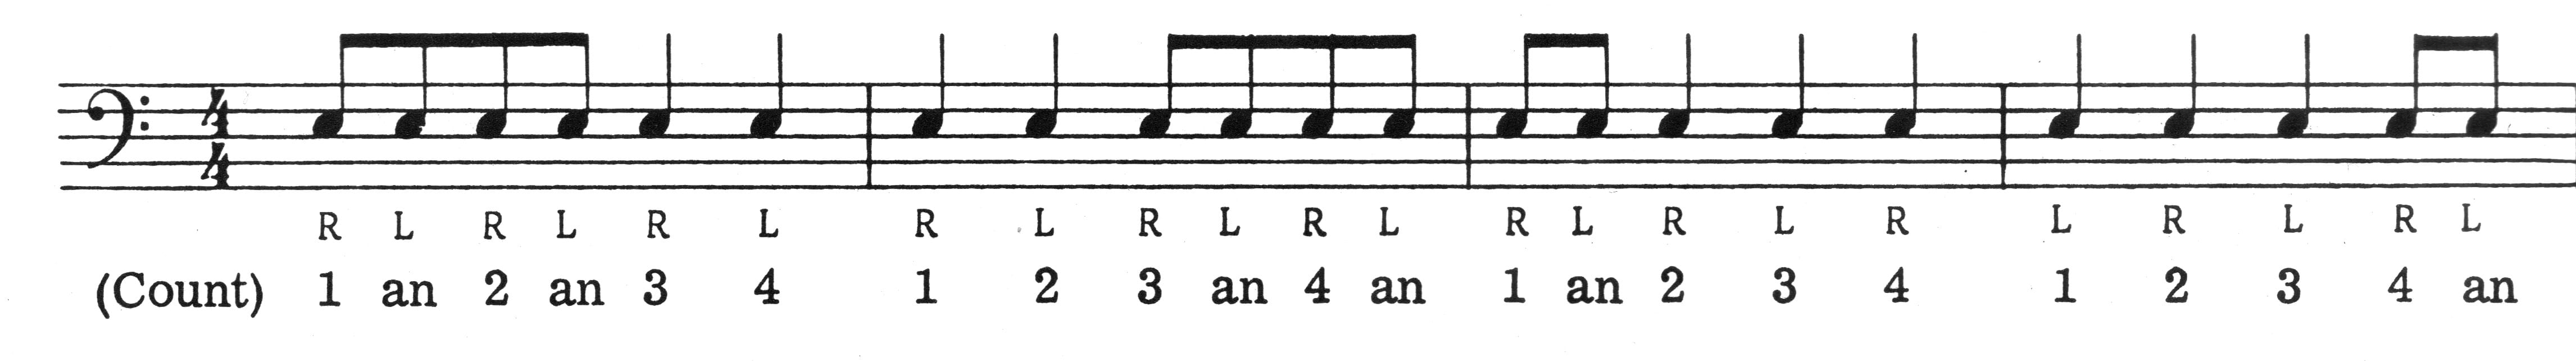 4
4
R L R L R L R L R L R L R L R L R L R L R L
(Count) 1 an 2 an 3 4 1 2 3 an 4 an 1 an 2 3 4 1 2 3 4 an